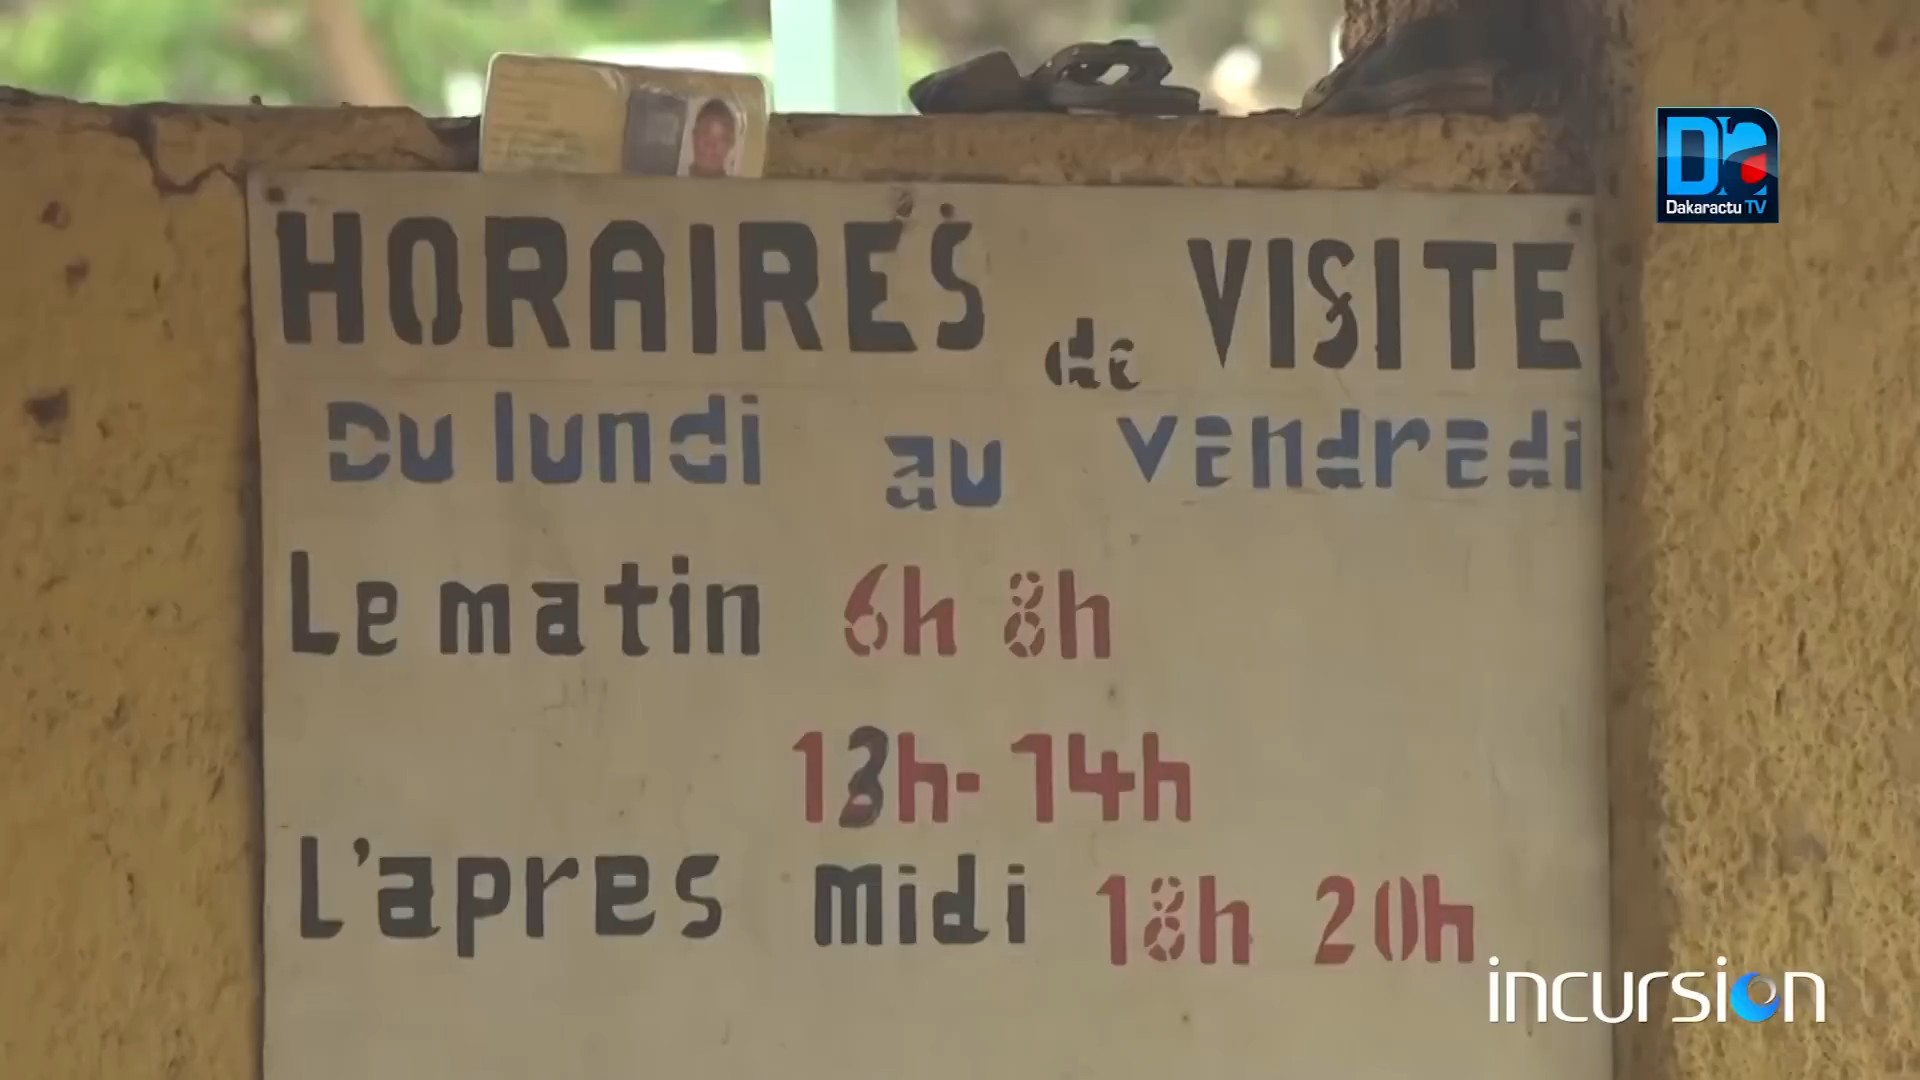 Dakaractu TV
HORAIRES de VISITE
Du lundi au vendredi
Le matin 6h 8h
13h-14h
L'apres midi 18h 20h
incursion